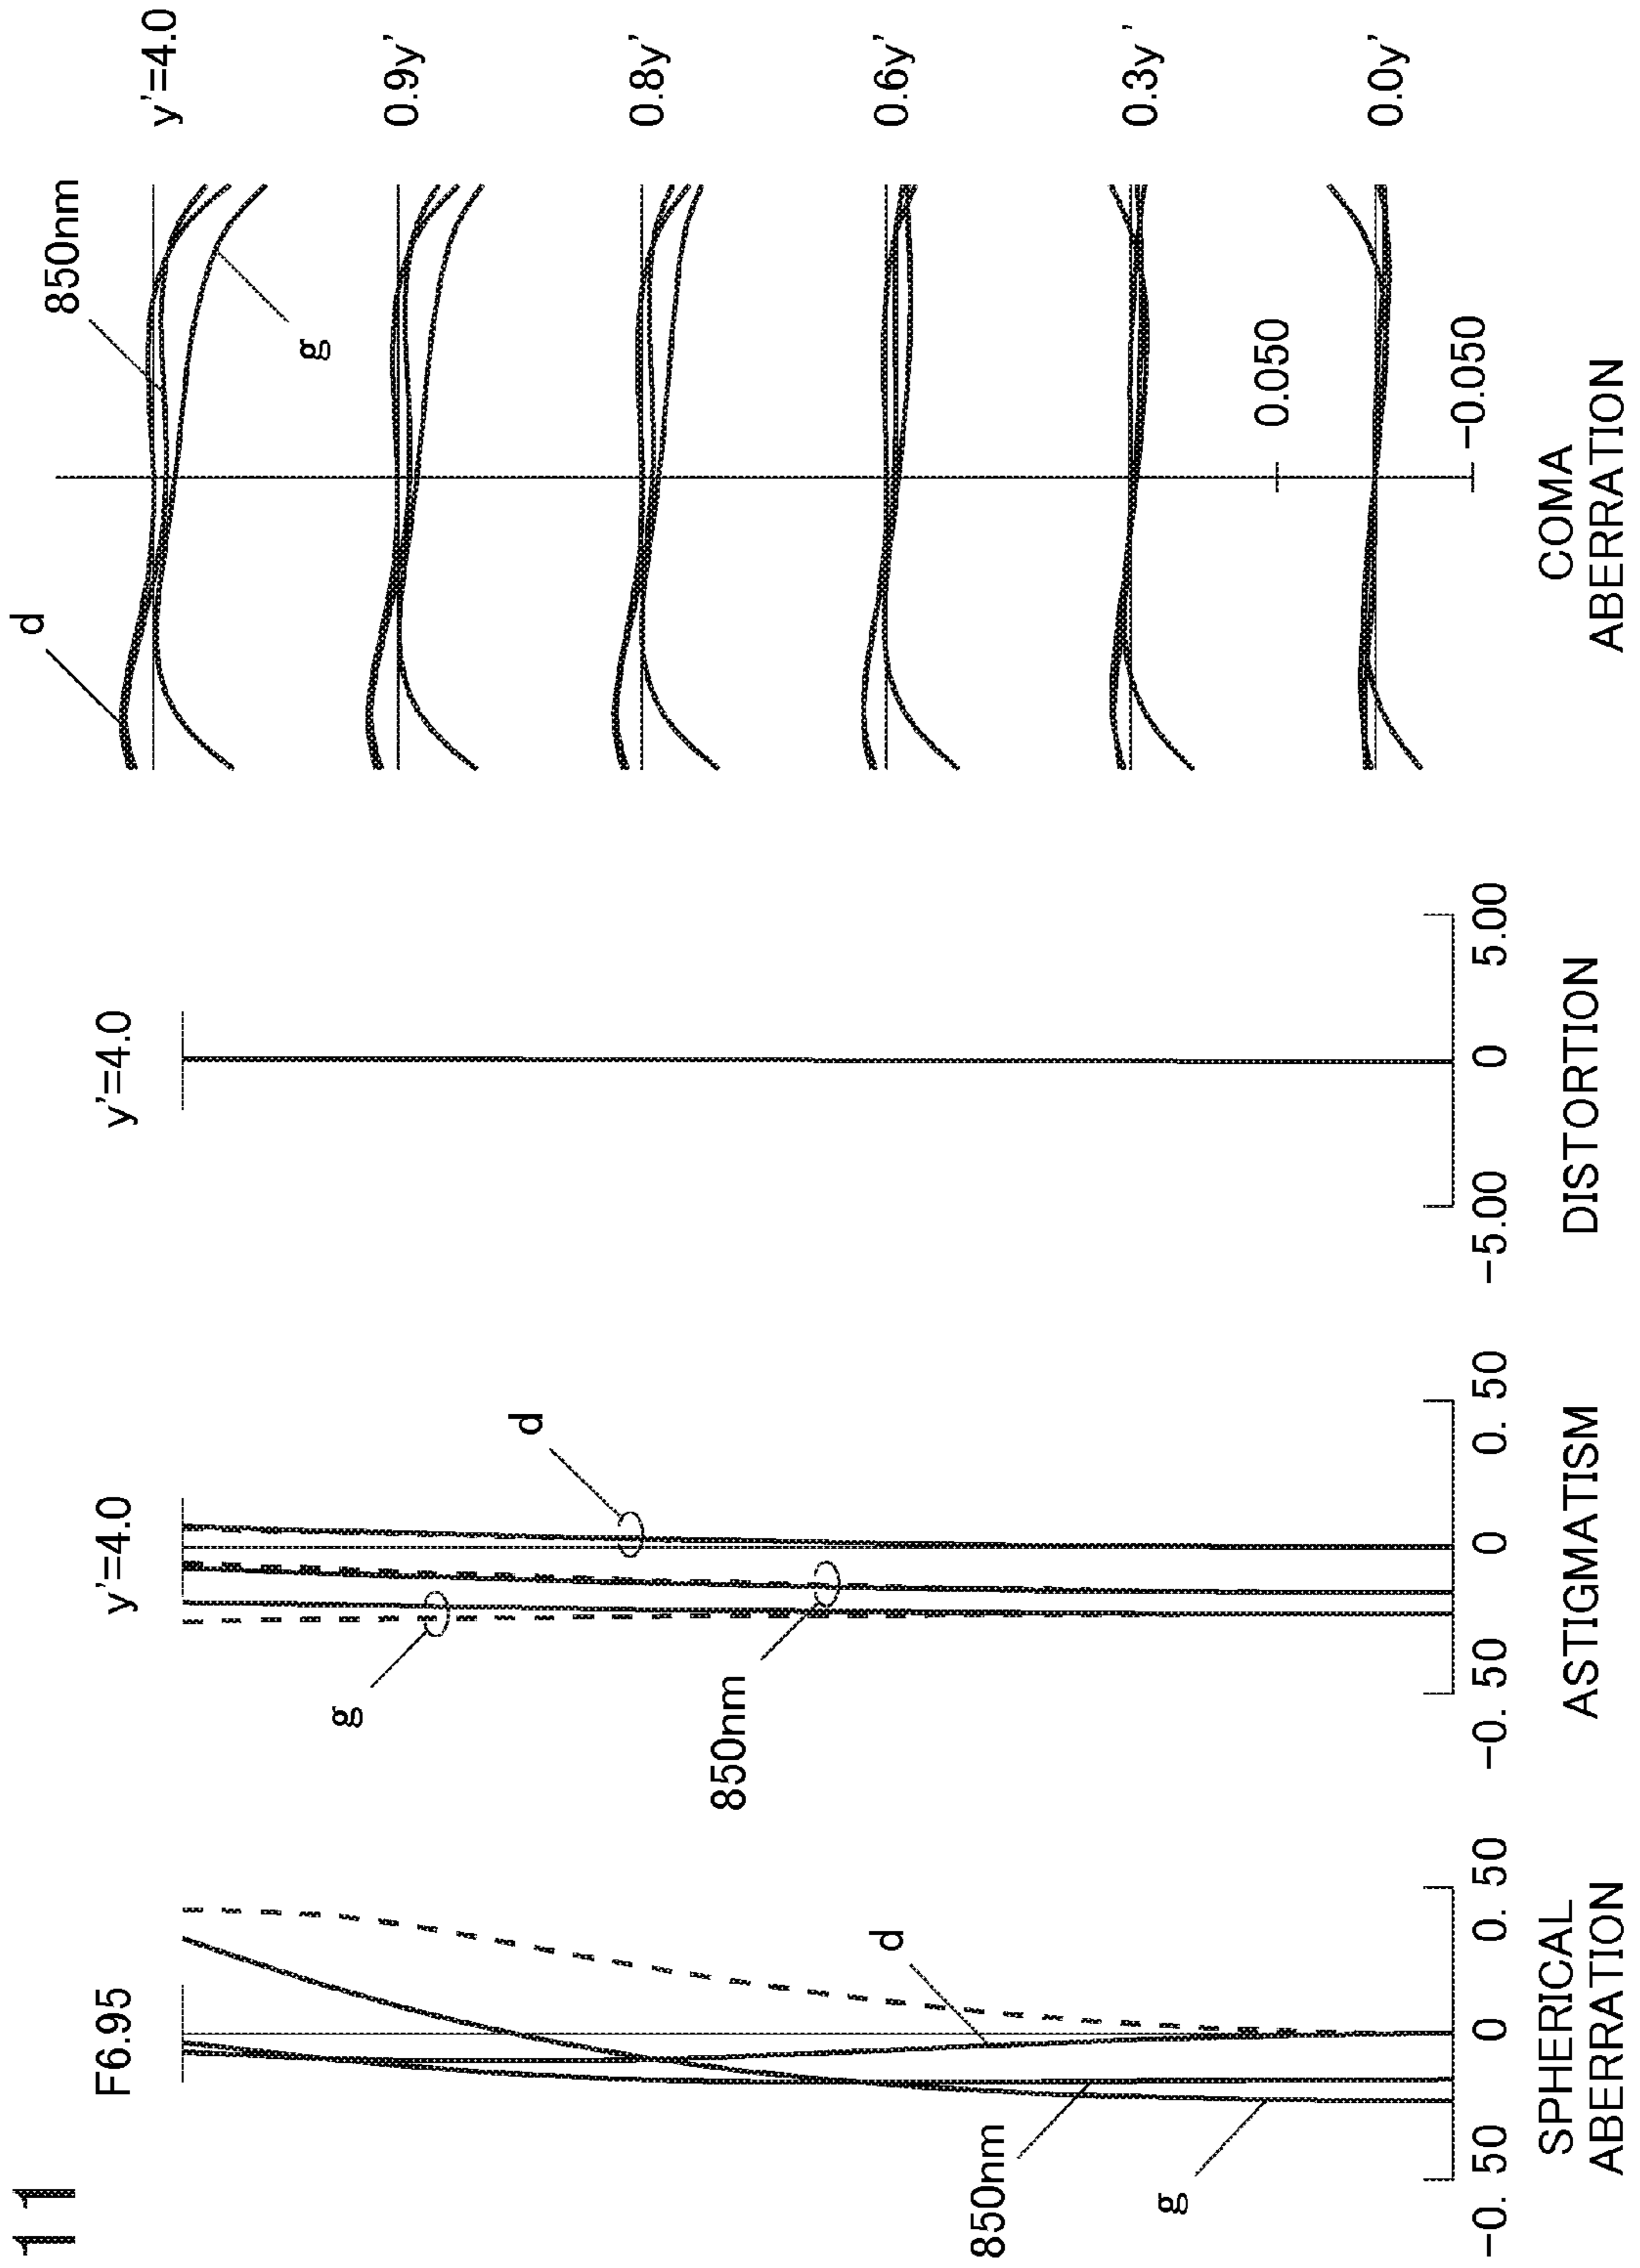 11
F6.95
d
850nm
g
-0. 50
0
0. 50
SPHERICAL
ABERRATION
y'=4.0
d
g
850nm
-0. 50
0
0. 50
ASTIGMATISM
y'=4.0
-5.00
0
5.00
DISTORTION
d
850nm
g
y'=4.0
0.9y'
0.8y'
0.6y'
0.3y'
0.0y'
0.050
-0.050
COMA
ABERRATION